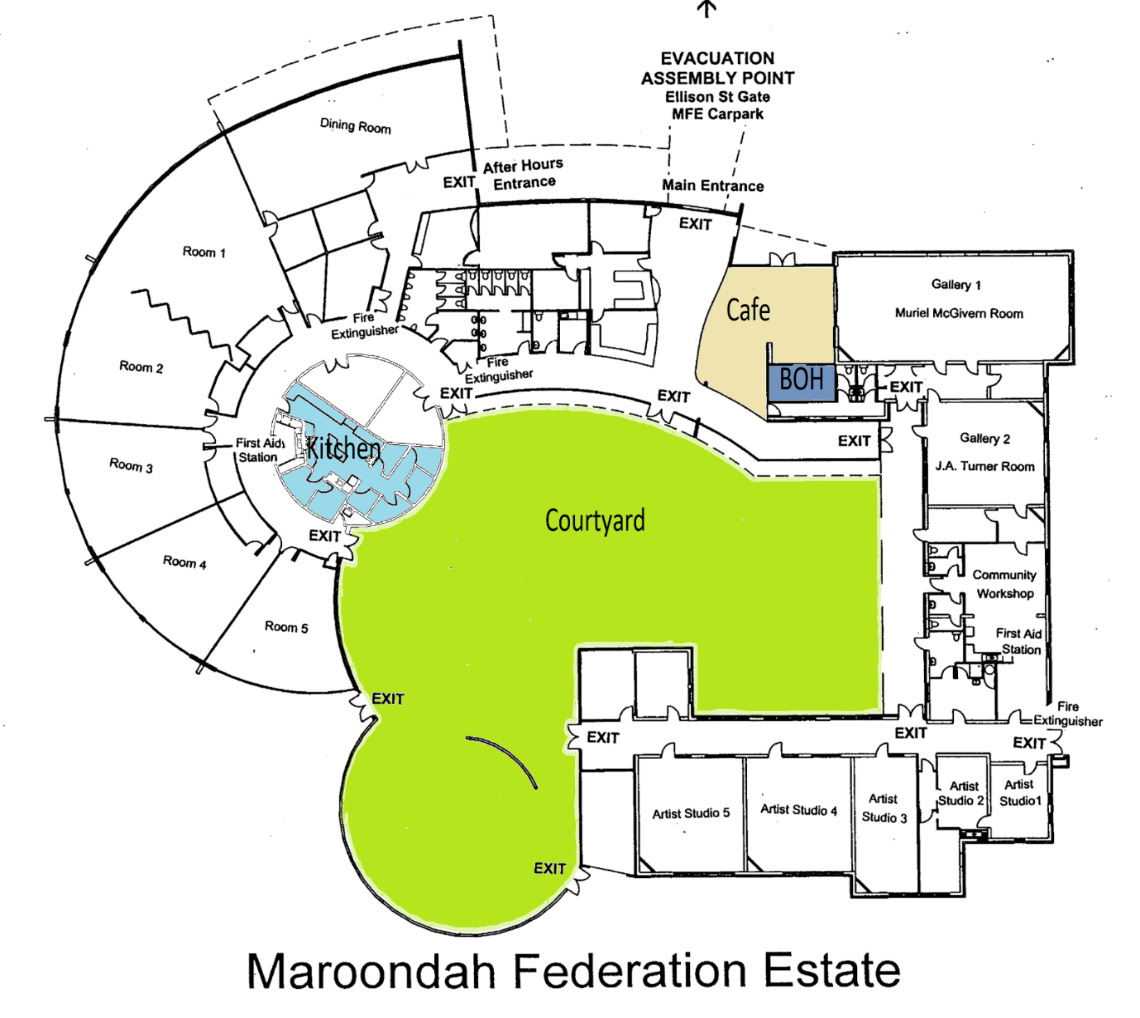 EVACUATION
ASSEMBLY POINT
Ellison St Gate
MFE Carpark
Dining Room
After Hours
Entrance
EXIT
Main Entrance
EXIT
Room 1
Gallery 1
Muriel McGivern Room
Cafe
Fire
Extinguisher
Room 2
Fire
Extinguisher
BOH
EXIT
EXIT
EXIT
EXIT
Gallery 2
J.A. Turner Room
First Aid
Station
Kitchen
Room 3
Courtyard
EXIT
Room 4
Community
Workshop
Room 5
First Aid
Station
EXIT
Fire
Extinguisher
EXIT
EXIT
EXIT
Artist Studio 5
Artist Studio 4
Artist
Studio 3
Artist
Studio 2
Artist
Studio1
EXIT
Maroondah Federation Estate